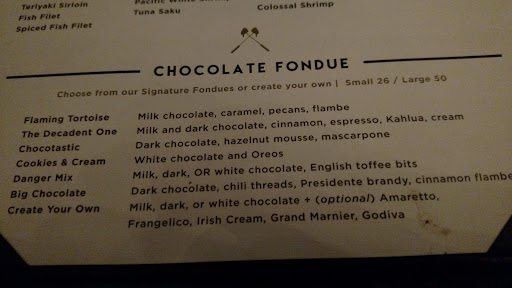 Teriyaki Sirloin Pacific White
Fish Filet Tuna Saku Colossal Shrimp
Spiced Fish Filet
CHOCOLATE FONDUE
Choose from our Signature Fondues or create your own | Small 26 / Large 50
Flaming Tortoise Milk chocolate, caramel, pecans, flambe
The Decadent One Milk and dark chocolate, cinnamon, espresso, Kahlua, cream
Chocotastic Dark chocolate, hazelnut mousse, mascarpone
Cookies & Cream White chocolate and Oreos
Danger Mix Milk, dark, OR white chocolate, English toffee bits
Big Chocolate Dark chocolate, chili threads, Presidente brandy, cinnamon flambe
Create Your Own Milk, dark, or white chocolate + (optional) Amaretto,
Frangelico, Irish Cream, Grand Marnier, Godiva